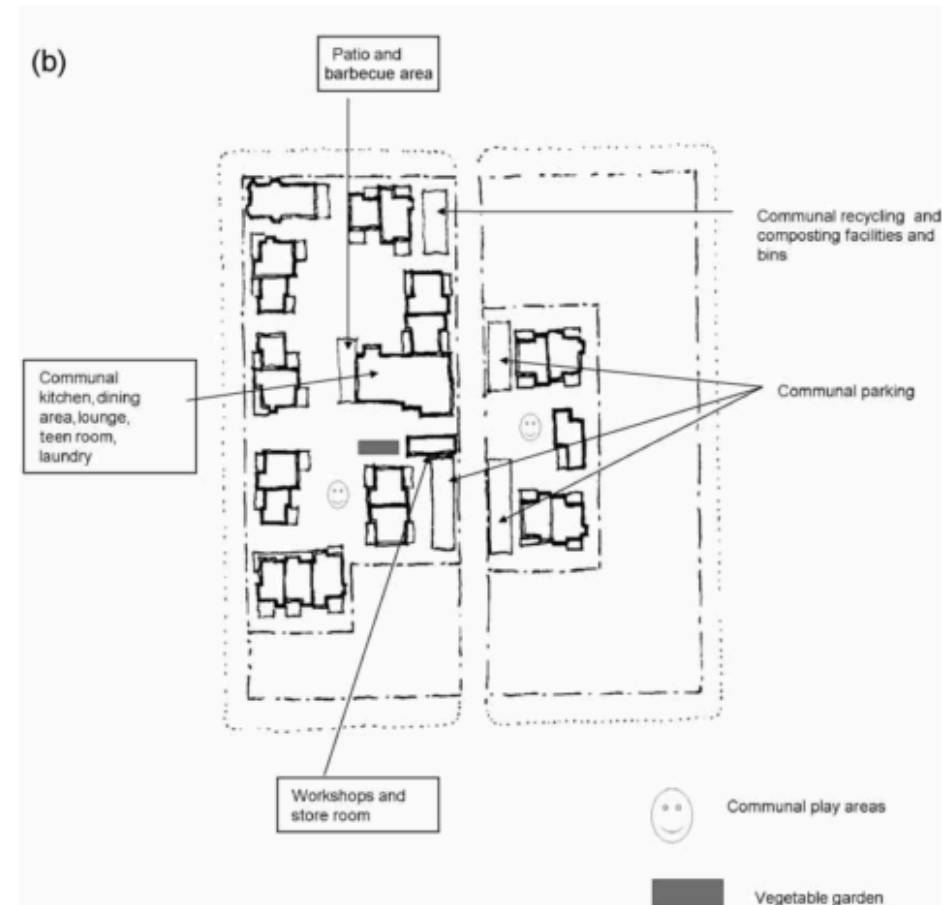 (b)
Patio and
barbecue area
Communal recycling and
composting facilities and
bins
Communal
kitchen, dining
area, lounge,
teen room,
laundry
Communal parking
Workshops and
store room
Communal play areas
Vegetable garden